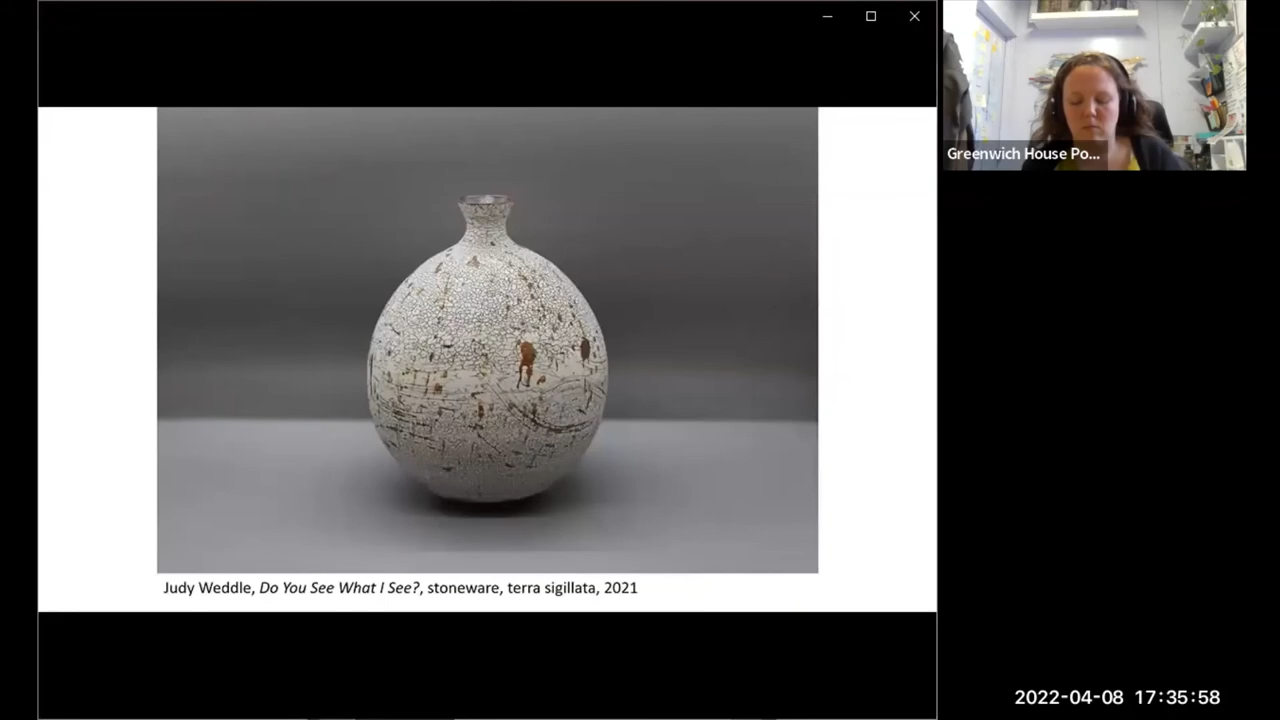 Greenwich House Po...
Judy Weddle, Do You See What I See?, stoneware, terra sigillata, 2021
2022-04-08 17:35:58